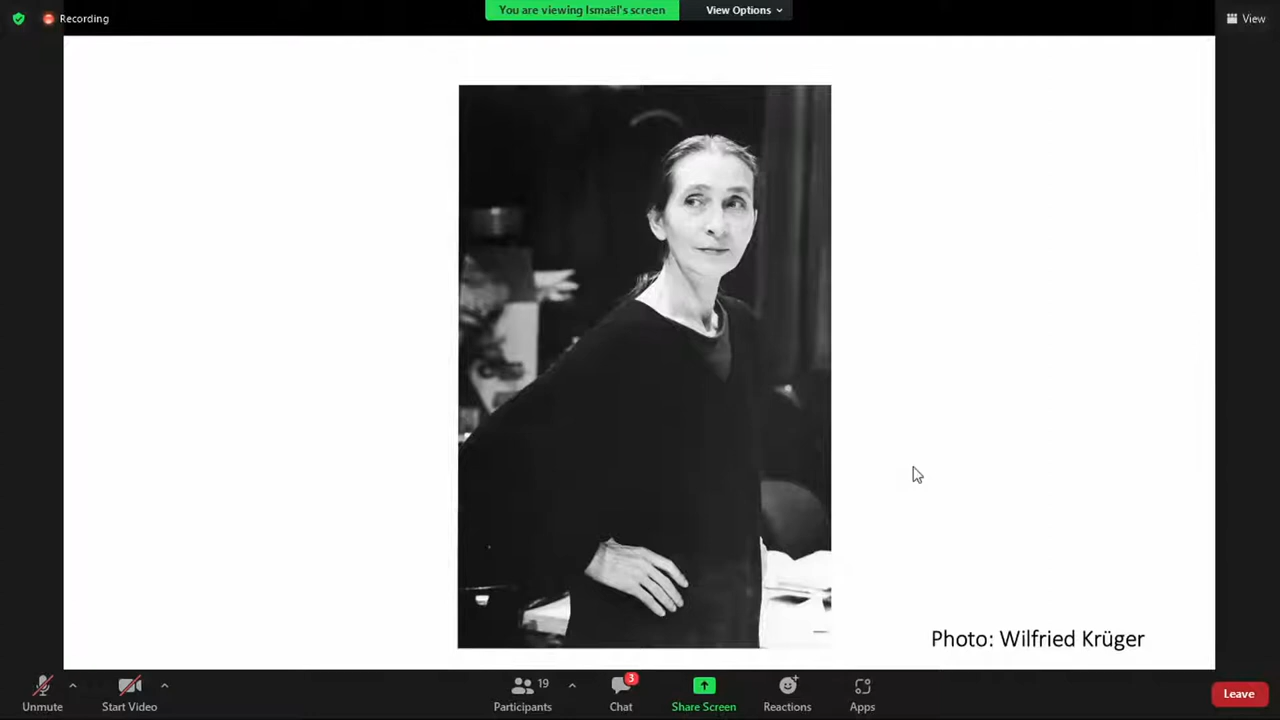 Recording
You are viewing Ismaël's screen
View Options
View
Photo: Wilfried Krüger
Unmute
Start Video
19
Participants
3
Chat
Share Screen
Reactions
Apps
Leave